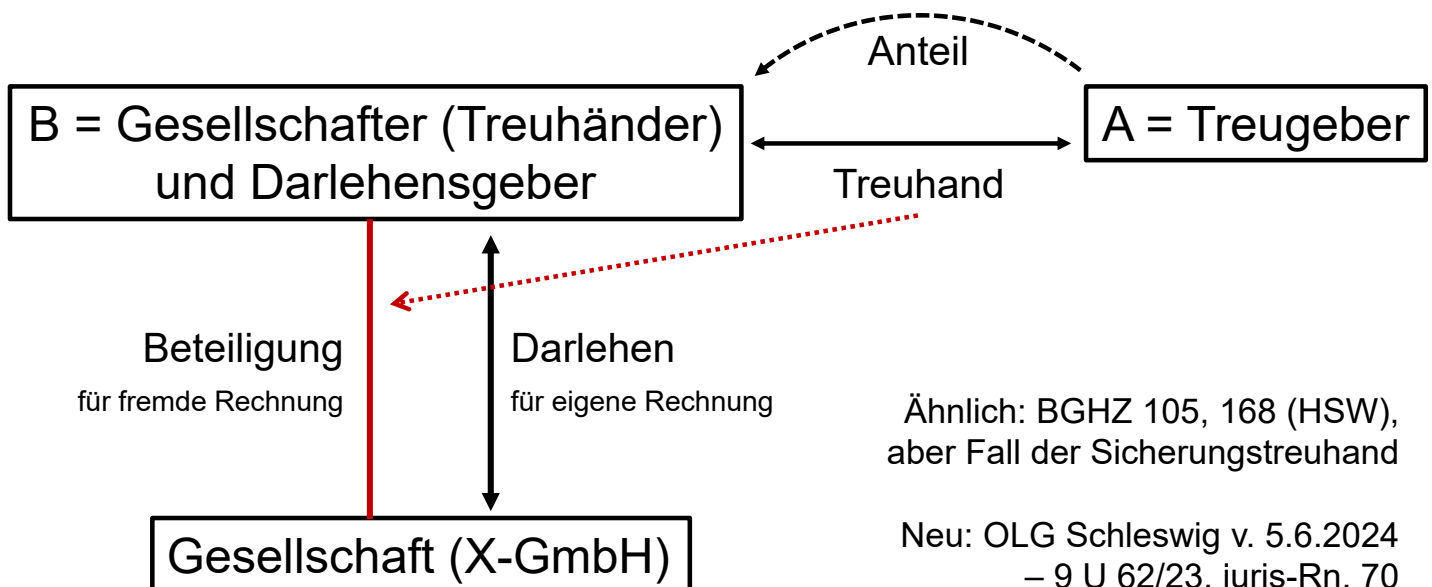 Anteil
B = Gesellschafter (Treuhänder)
und Darlehensgeber
A = Treugeber
Treuhand
Beteiligung
für fremde Rechnung
Darlehen
für eigene Rechnung
Ähnlich: BGHZ 105, 168 (HSW),
aber Fall der Sicherungstreuhand
Neu: OLG Schleswig v. 5.6.2024
– 9 U 62/23, juris-Rn. 70
Gesellschaft (X-GmbH)